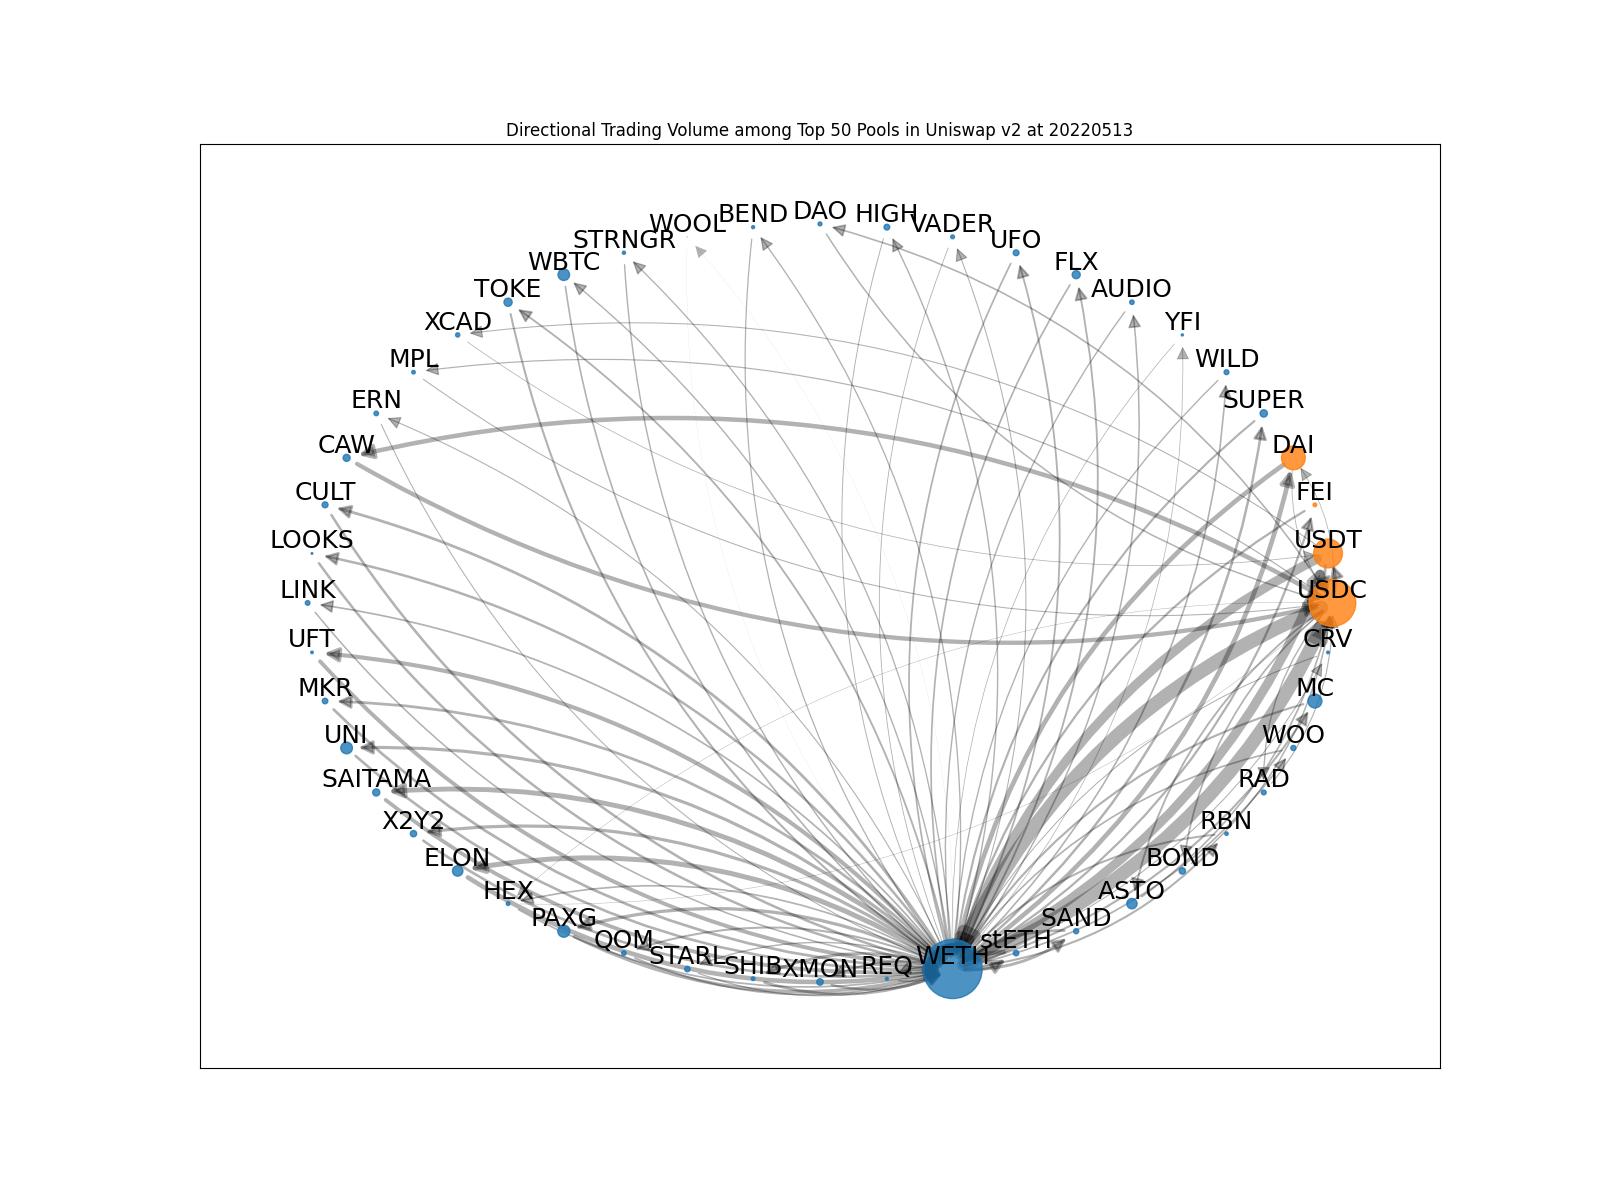 Directional Trading Volume among Top 50 Pools in Uniswap v2 at 20220513
DAO
BEND
HIGH
WOOL
VADER
STRNGR
UFO
WBTC
FLX
TOKE
AUDIO
XCAD
YFI
MPL
WILD
ERN
SUPER
CAW
DAI
CULT
FEI
LOOKS
USDT
LINK
USDC
UFT
CRV
MKR
MC
UNI
WOO
SAITAMA
RAD
X2Y2
RBN
ELON
BOND
HEX
ASTO
PAXG
SAND
QOM
stETH
STARL
WETH
SHIB
XMON
REQ